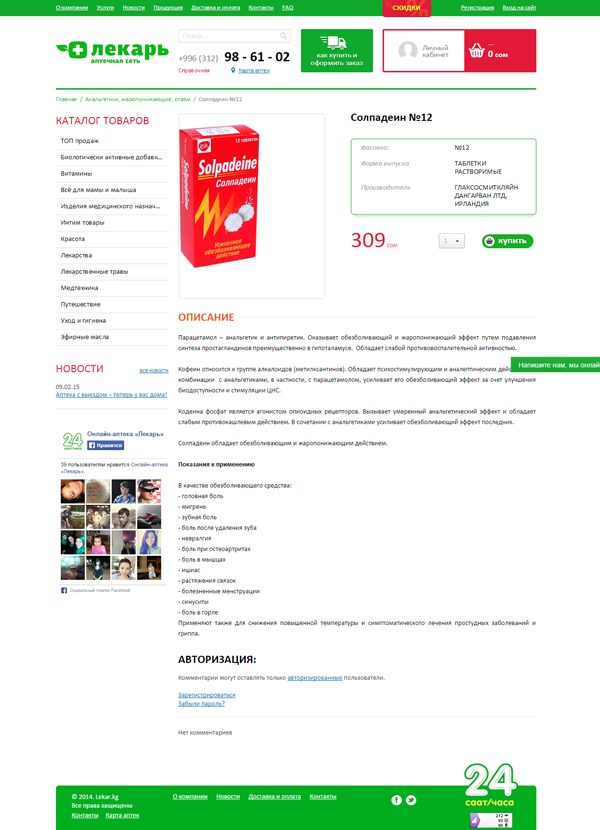 О компании Услуги Новости Продукция Доставка и оплата Контакты FAQ СКИДКИ Регистрация Вход на сайт
лекарь
аптечная сеть
Поиск...
+996 (312) 98 - 61 - 02
Справочная Карта аптек
как купить и
оформить заказ
Личный
кабинет
0 сом
Главная / Анальгетики, жаропонижающие, спазм / Солпадеин №12
КАТАЛОГ ТОВАРОВ
ТОП продаж
Биологически активные добавк...
Витамины
Всё для мамы и малыша
Изделия медицинского назнач...
Интим товары
Красота
Лекарства
Лекарственные травы
Медтехника
Путешествие
Уход и гигиена
Эфирные масла
НОВОСТИ
все новости
09.02.15
Аптека с выездом – теперь у вас дома!
24
саат/часа
Онлайн-аптека «Лекарь»
Нравится
39 пользователям нравится Онлайн-аптека
«Лекарь».
Социальный плагин Facebook
gsk
12 таблеток
Solpadeine
Солпадеин
Усиленное
обезболивающее
действие
Солпадеин №12
Фасовка: №12
Форма выпуска ТАБЛЕТКИ
РАСТВОРИМЫЕ
Производитель ГЛАКСОСМИТКЛЯЙН
ДАНГАРВАН ЛТД,
ИРЛАНДИЯ
309 сом 1 купить
ОПИСАНИЕ
Парацетамол – анальгетик и антипиретик. Оказывает обезболивающий и жаропонижающий эффект путем подавления
синтеза простагландинов преимущественно в гипоталамусе. Обладает слабой противовоспалительной активностью.
Напишите нам, мы онлай
Кофеин относится к группе алкалоидов (метилксантинов). Обладает психостимулирующим и аналептическим дей
комбинации с анальгетиками, в частности, с парацетамолом, усиливает его обезболивающий эффект за счет улучшения
биодоступности и стимуляции ЦНС.
Кодеина фосфат является агонистом опиоидных рецепторов. Вызывает умеренный анальгетический эффект и обладает
слабым противокашлевым действием. В сочетании с анальгетиками усиливает обезболивающий эффект последних.
Солпадеин обладает обезболивающим и жаропонижающим действием.
Показания к применению
В качестве обезболивающего средства:
- головная боль
- мигрень
- зубная боль
- боль после удаления зуба
- невралгия
- боль при остеоартритах
- боль в мышцах
- ишиас
- растяжения связок
- болезненные менструации
- синуситы
- боль в горле
Применяют также для снижения повышенной температуры и симптоматического лечения простудных заболеваний и
гриппа.
АВТОРИЗАЦИЯ:
Комментарии могут оставлять только авторизированные пользователи.
Зарегистрироваться
Забыли пароль?
Нет комментариев
© 2014. Lekar.kg
Все права защищены
Контакты Карта аптек
О компании Новости Доставка и оплата Контакты
24
саат/часа
212
93
90